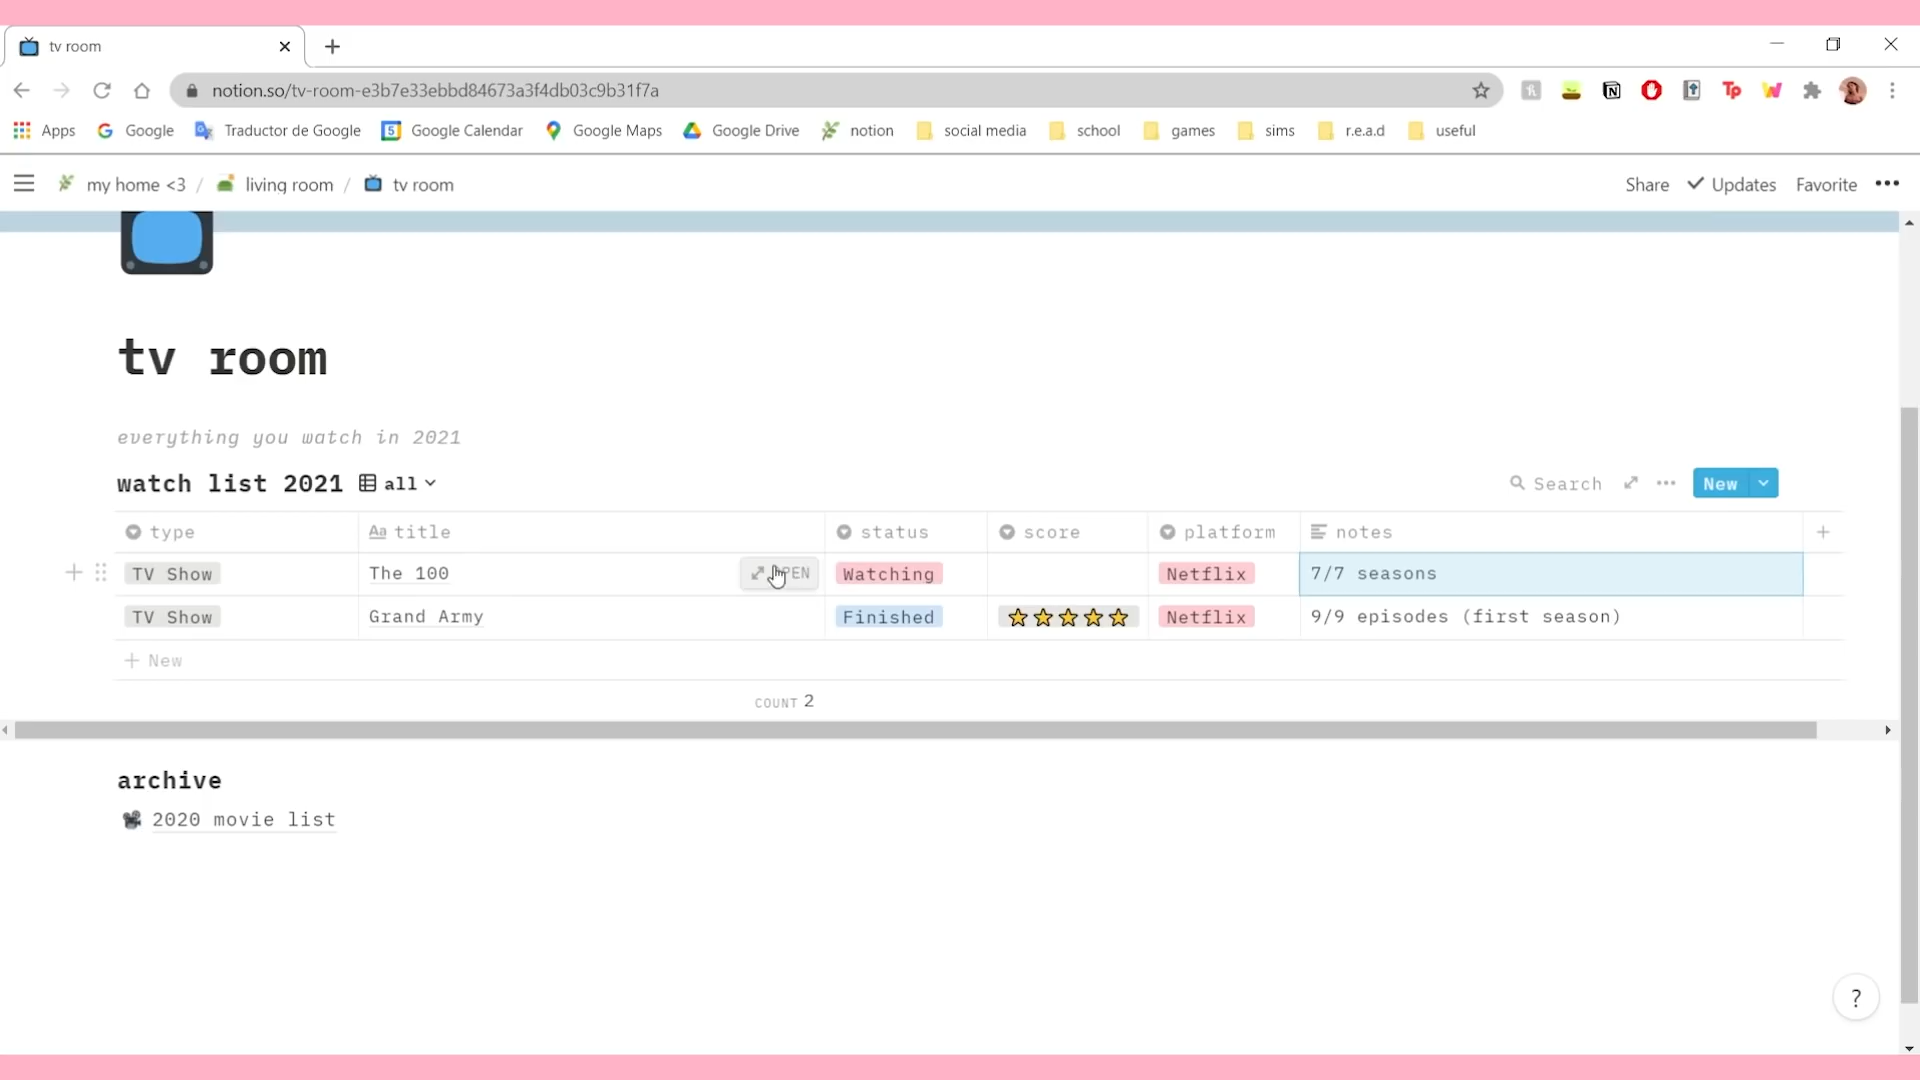 tv room
notion.so/tv-room-e3b7e33ebbd84673a3f4db03c9b31f7a
Apps Google Traductor de Google Google Calendar Google Maps Google Drive notion social media school games sims r.e.a.d useful
my home <3 / living room / tv room Share Updates Favorite
tv room
everything you watch in 2021
watch list 2021 all Search New
type Aa title status score platform notes
TV Show The 100 Watching Netflix 7/7 seasons
TV Show Grand Army Finished ⭐⭐⭐⭐⭐ Netflix 9/9 episodes (first season)
+ New
COUNT 2
archive
2020 movie list
?